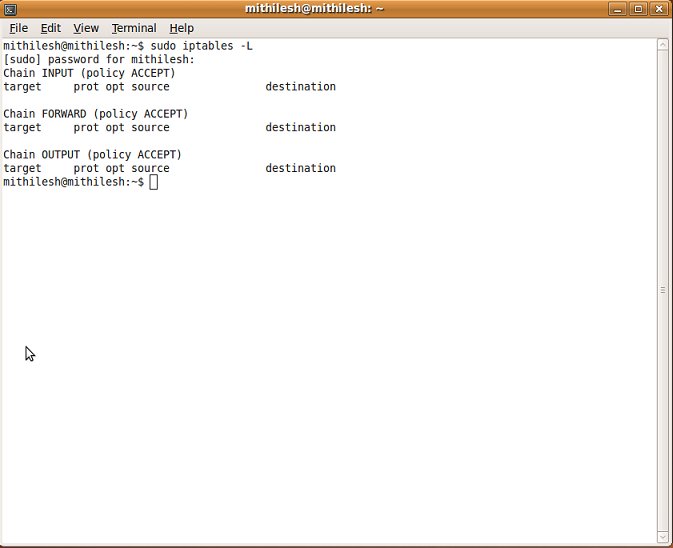 mithilesh@mithilesh: ~
File Edit View Terminal Help
mithilesh@mithilesh:~$ sudo iptables -L
[sudo] password for mithilesh:
Chain INPUT (policy ACCEPT)
target     prot opt source               destination

Chain FORWARD (policy ACCEPT)
target     prot opt source               destination

Chain OUTPUT (policy ACCEPT)
target     prot opt source               destination
mithilesh@mithilesh:~$